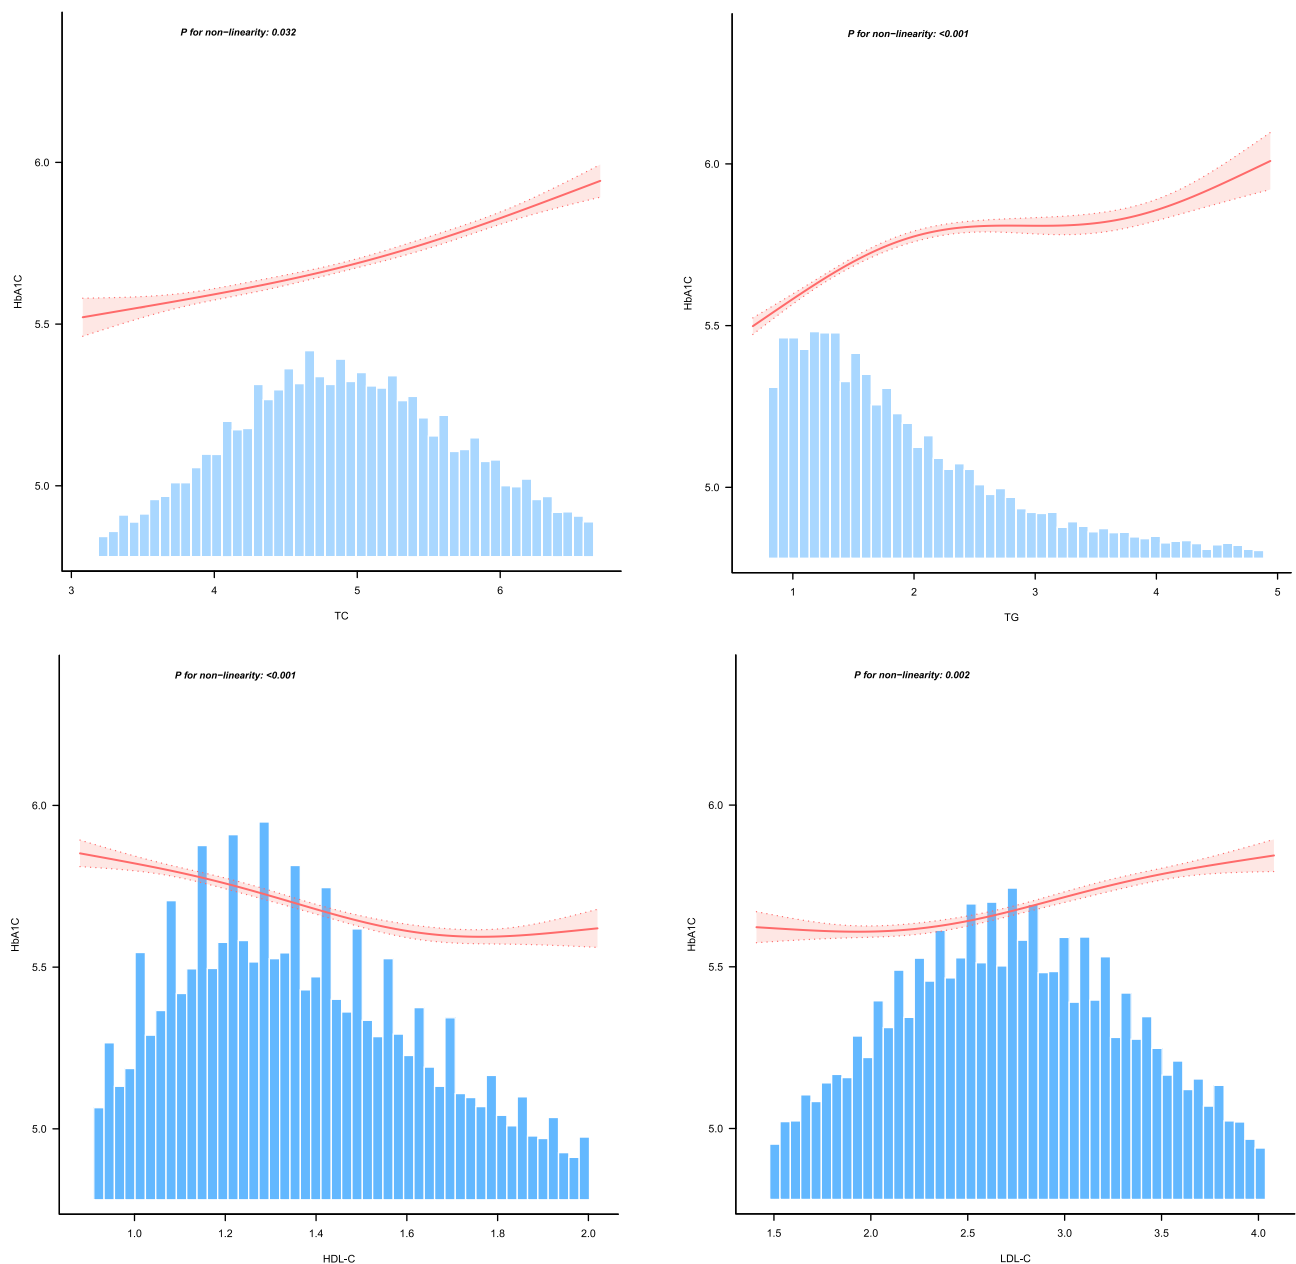 P for non−linearity: 0.032
HbA1C
6.0
5.5
5.0
3 4 5 6
TC
P for non−linearity: <0.001
HbA1C
6.0
5.5
5.0
1 2 3 4 5
TG
P for non−linearity: <0.001
HbA1C
6.0
5.5
5.0
1.0 1.2 1.4 1.6 1.8 2.0
HDL-C
P for non−linearity: 0.002
HbA1C
6.0
5.5
5.0
1.5 2.0 2.5 3.0 3.5 4.0
LDL-C